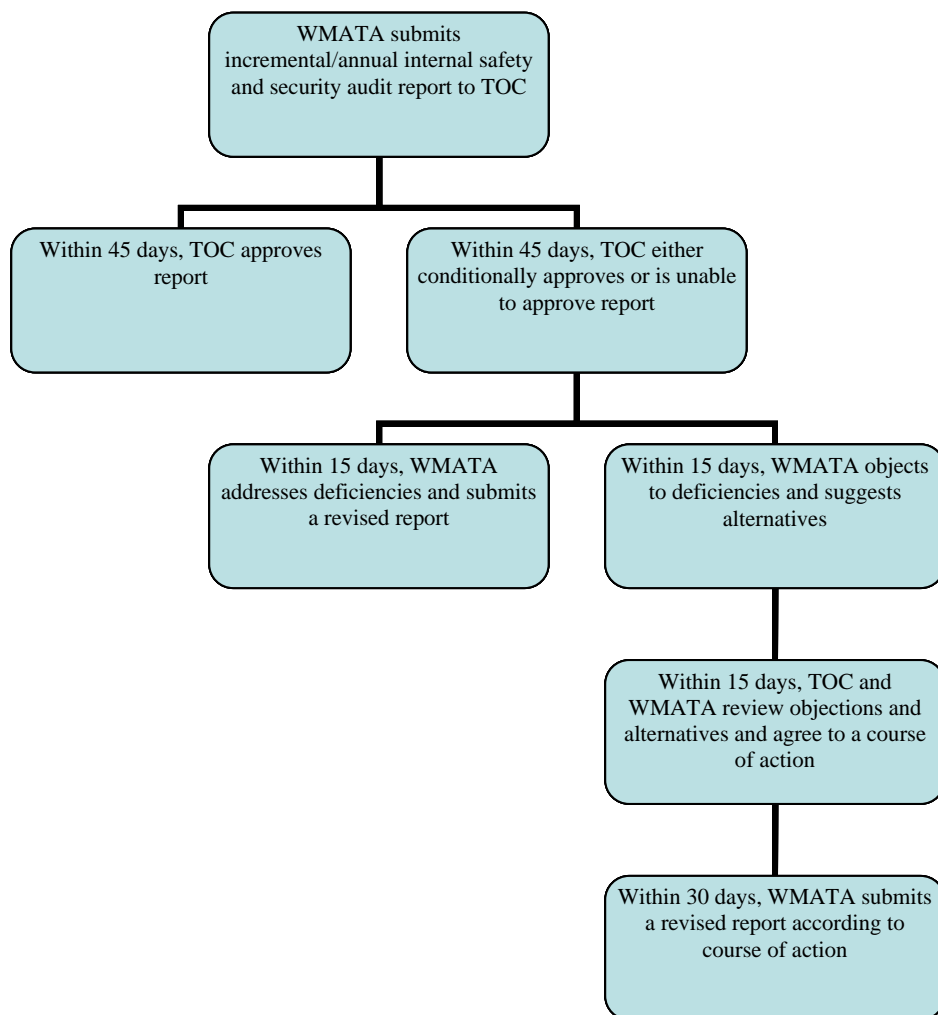 WMATA submits
incremental/annual internal safety
and security audit report to TOC
Within 45 days, TOC approves
report
Within 45 days, TOC either
conditionally approves or is unable
to approve report
Within 15 days, WMATA
addresses deficiencies and submits
a revised report
Within 15 days, WMATA objects
to deficiencies and suggests
alternatives
Within 15 days, TOC and
WMATA review objections and
alternatives and agree to a course
of action
Within 30 days, WMATA submits
a revised report according to
course of action